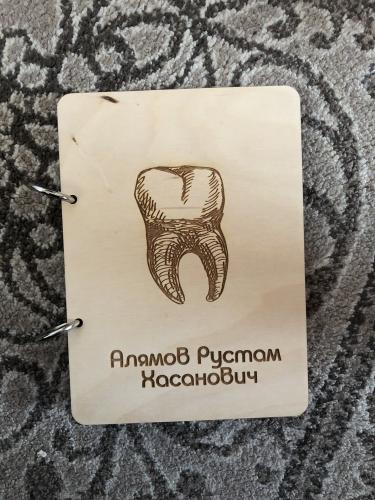 Алямов Рустам
Хасанович